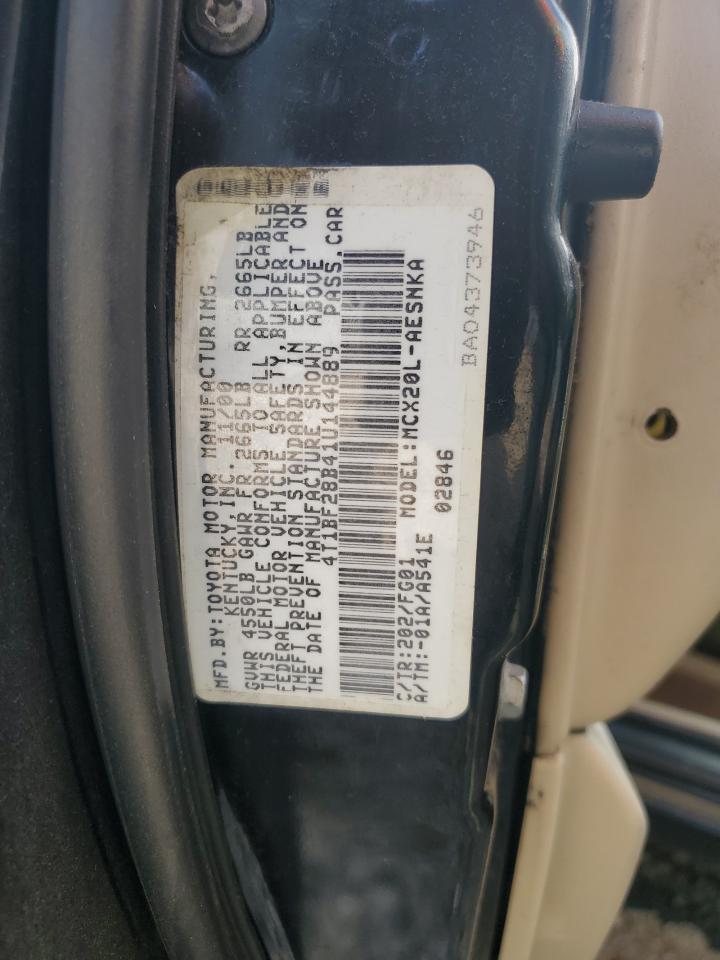 MFD.BY:TOYOTA MOTOR MANUFACTURING,
KENTUCKY,INC. 11/00
GVWR 4550LB GAWR FR 2665LB RR 2665LB
THIS VEHICLE CONFORMS TO ALL APPLICABLE
FEDERAL MOTOR VEHICLE SAFETY,BUMPER AND
THEFT PREVENTION STANDARDS IN EFFECT ON
THE DATE OF MANUFACTURE SHOWN ABOVE
4T1BF28B41U144889 PASS.CAR
C/TR:202/FG01 MODEL:MCX20L-AESNKA
A/TM:-01A/A541E
02846
BA04373946